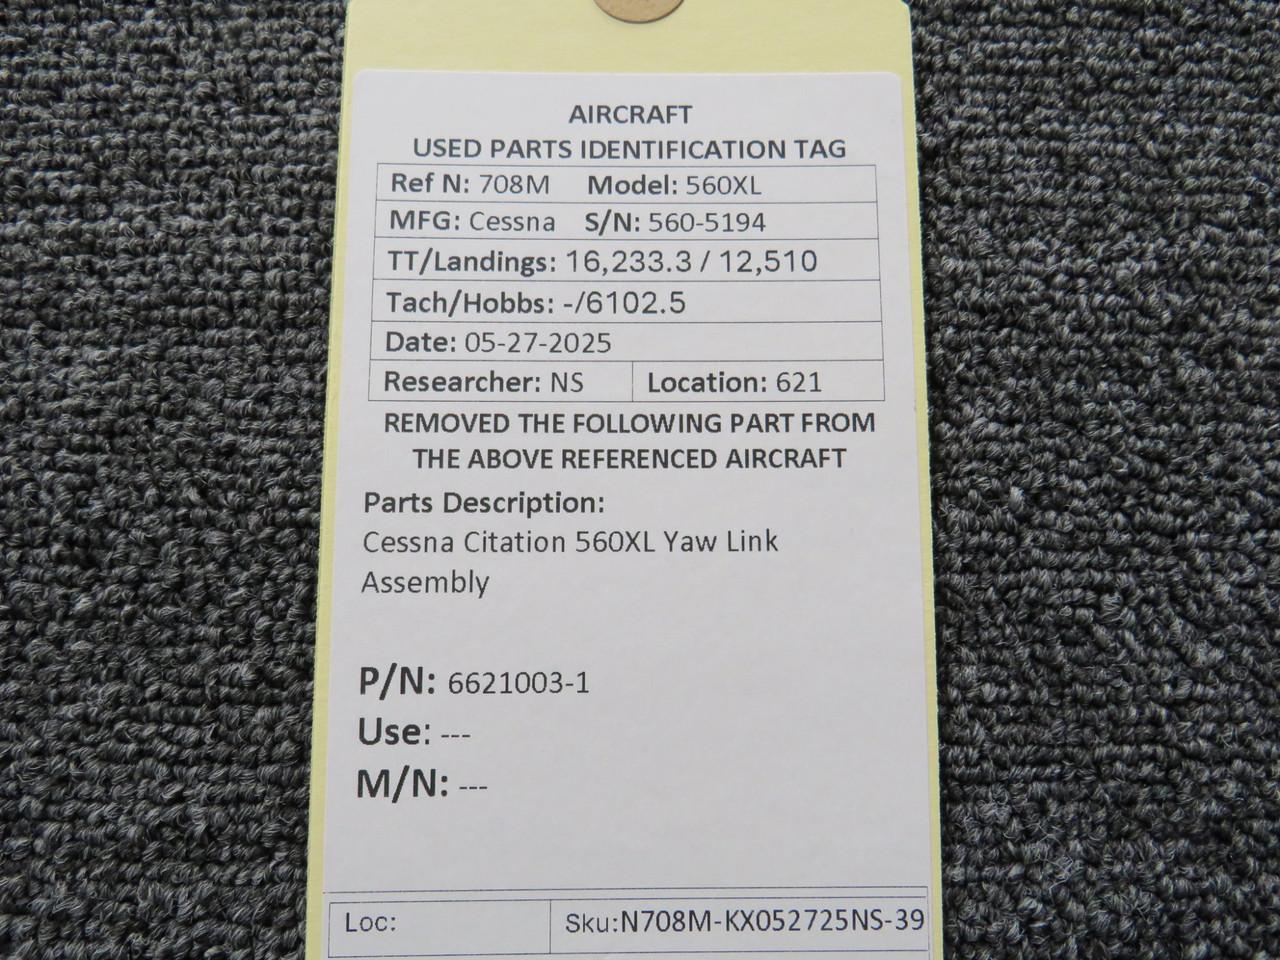 AIRCRAFT
USED PARTS IDENTIFICATION TAG
Ref N: 708M Model: 560XL
MFG: Cessna S/N: 560-5194
TT/Landings: 16,233.3 / 12,510
Tach/Hobbs: -/6102.5
Date: 05-27-2025
Researcher: NS Location: 621
REMOVED THE FOLLOWING PART FROM
THE ABOVE REFERENCED AIRCRAFT
Parts Description:
Cessna Citation 560XL Yaw Link
Assembly
P/N: 6621003-1
Use: ---
M/N: ---
Loc: Sku:N708M-KX052725NS-39